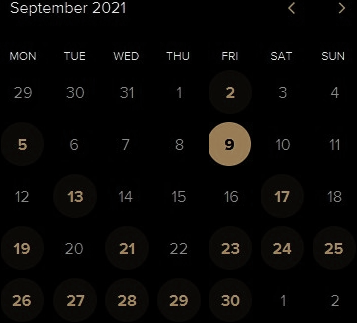 September 2021
MON TUE WED THU FRI SAT SUN
29 30 31 1 2 3 4
5 6 7 8 9 10 11
12 13 14 15 16 17 18
19 20 21 22 23 24 25
26 27 28 29 30 1 2